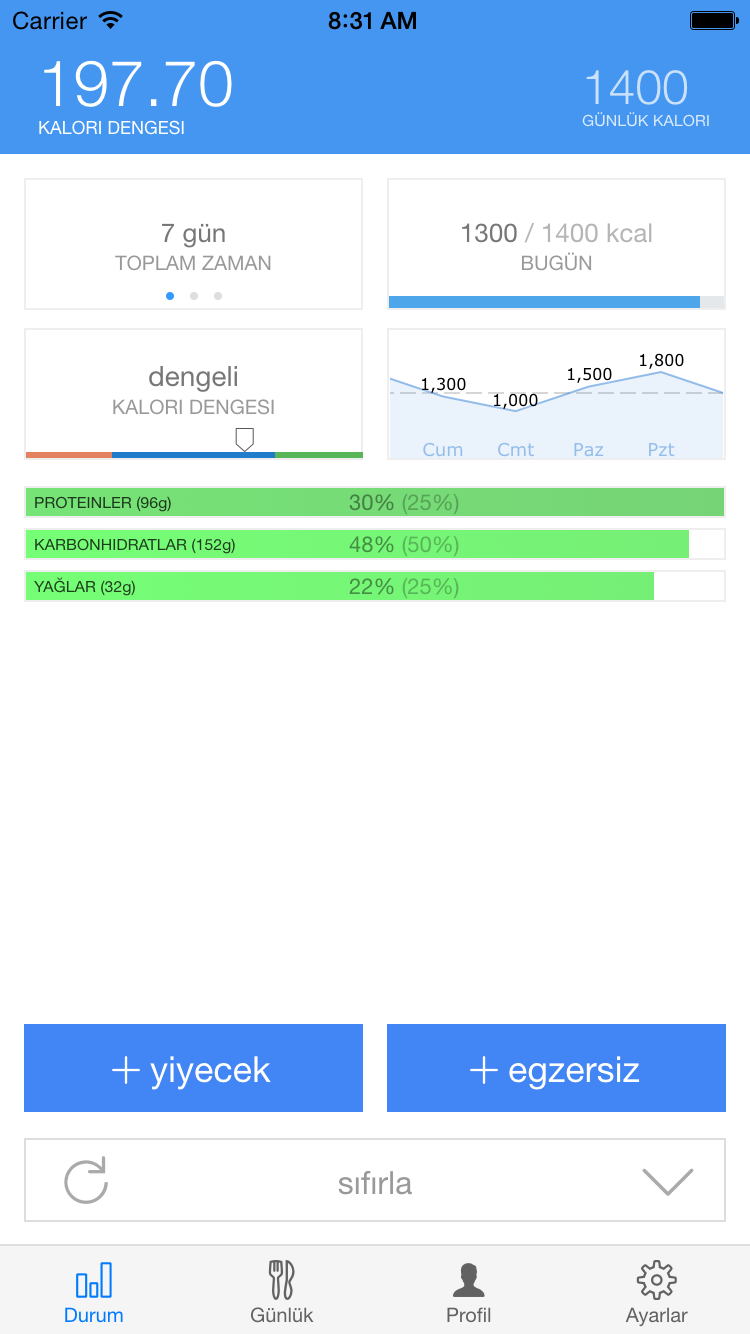 Carrier 8:31 AM
197.70
KALORI DENGESI
1400
GÜNLÜK KALORI
7 gün
TOPLAM ZAMAN
1300 / 1400 kcal
BUGÜN
dengeli
KALORI DENGESI
1,300 1,000 1,500 1,800
Cum Cmt Paz Pzt
PROTEINLER (96g) 30% (25%)
KARBONHIDRATLAR (152g) 48% (50%)
YAĞLAR (32g) 22% (25%)
+ yiyecek
+ egzersiz
sıfırla
Durum Günlük Profil Ayarlar